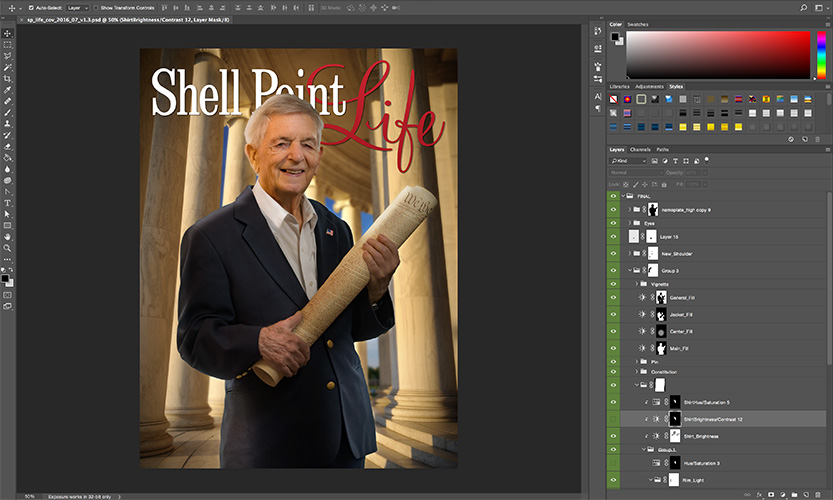 Auto-Select:
Layer
Show Transform Controls
3D Mode:
sp_life_cov_2016_07_v1.3.psd @ 50% (ShirtBrightness/Contrast 12, Layer Mask/8)
Shell Point
Life
We the
Color
Swatches
Libraries
Adjustments
Styles
Layers
Channels
Paths
Kind
Normal
Opacity:
Lock:
Fill:
FINAL
nameplate_high copy 9
Eyes
Layer 15
New_Shoulder
Group 3
Vignette
General_Fill
Jacket_Fill
Center_Fill
Main_Fill
Pin
Constitution
ShirtHue/Saturation 5
ShirtBrightness/Contrast 12
Shirt_Brightness
Group 1
Hue/Saturation 3
Rim_Light
50%
Exposure works in 32-bit only